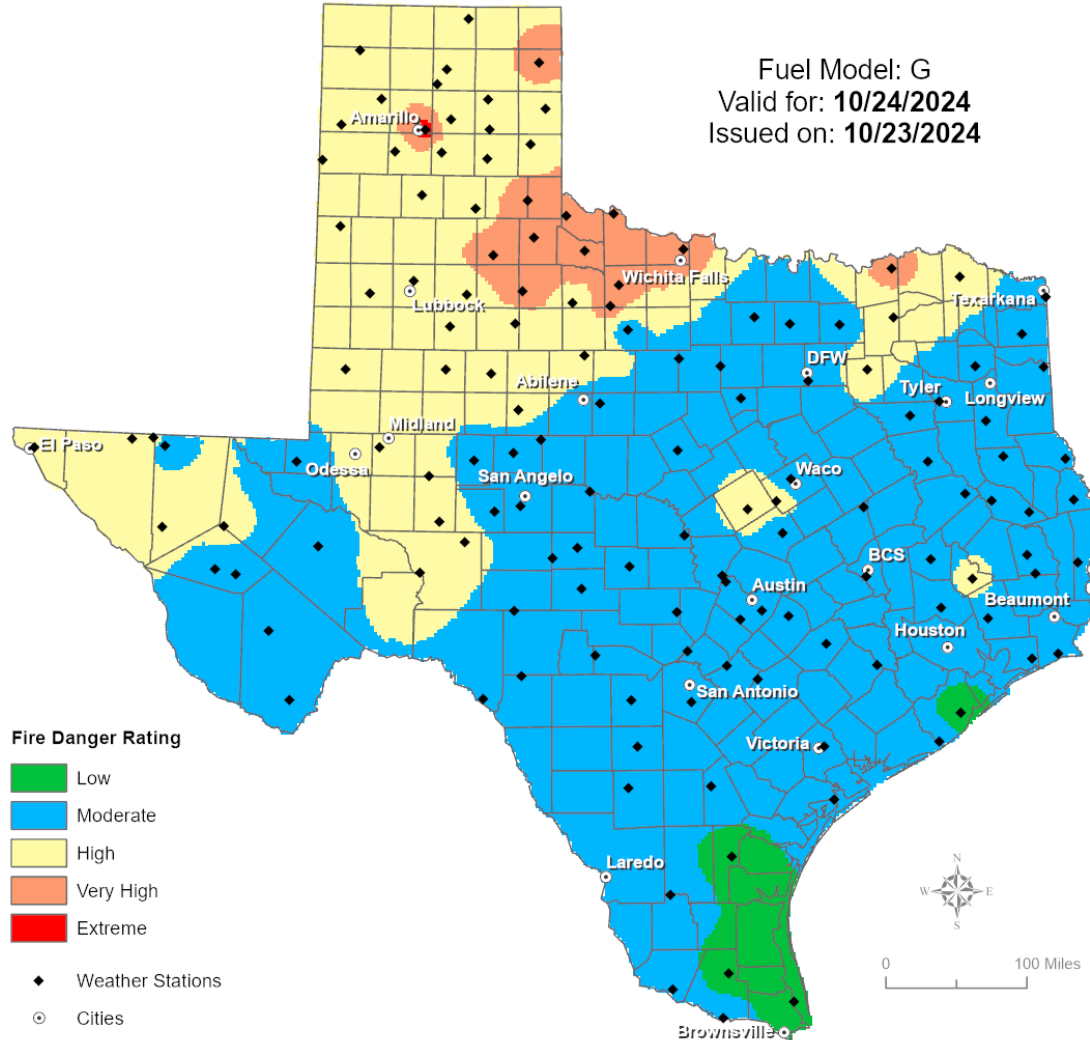 Fuel Model: G
Valid for: 10/24/2024
Issued on: 10/23/2024
Amarillo
Wichita Falls
Lubbock
Texarkana
DFW
Abilene
Tyler
Longview
Midland
El Paso
Odessa
San Angelo
Waco
BCS
Austin
Beaumont
Houston
San Antonio
Victoria
Laredo
Brownsville
Fire Danger Rating
Low
Moderate
High
Very High
Extreme
Weather Stations
Cities
N
W E
S
0 100 Miles